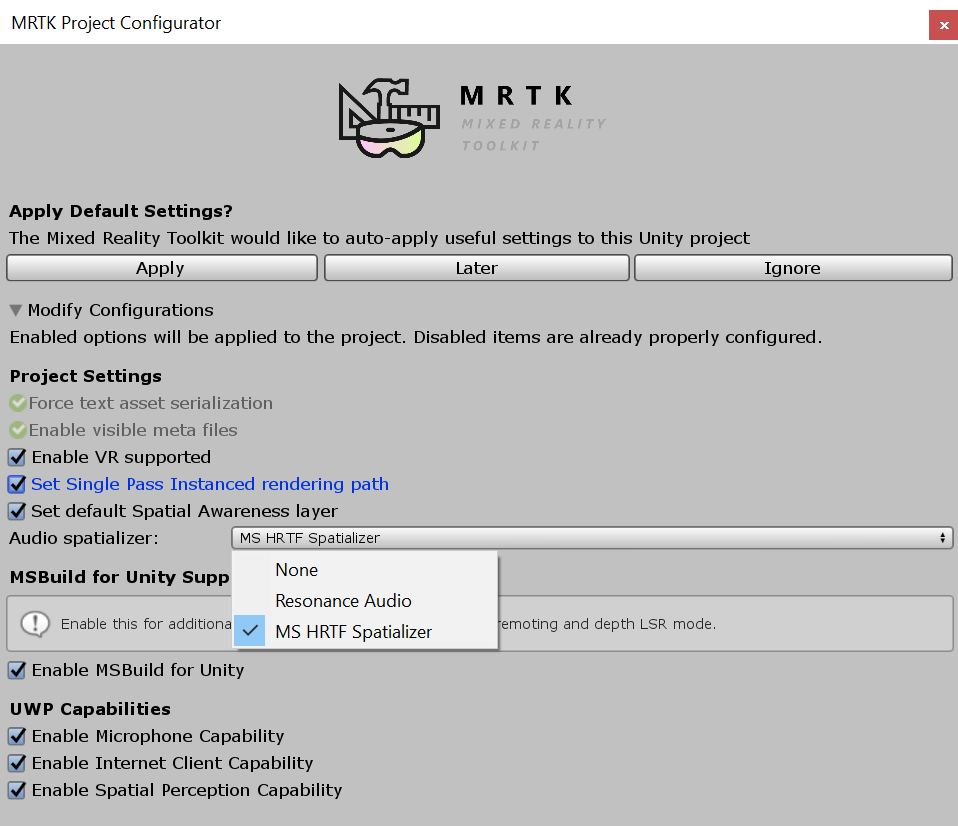 MRTK Project Configurator
MRTK
MIXED REALITY
TOOLKIT
Apply Default Settings?
The Mixed Reality Toolkit would like to auto-apply useful settings to this Unity project
Apply Later Ignore
Modify Configurations
Enabled options will be applied to the project. Disabled items are already properly configured.
Project Settings
Force text asset serialization
Enable visible meta files
Enable VR supported
Set Single Pass Instanced rendering path
Set default Spatial Awareness layer
Audio spatializer: MS HRTF Spatializer
None
Resonance Audio
MS HRTF Spatializer
MSBuild for Unity Supp
Enable this for additiona remoting and depth LSR mode.
Enable MSBuild for Unity
UWP Capabilities
Enable Microphone Capability
Enable Internet Client Capability
Enable Spatial Perception Capability